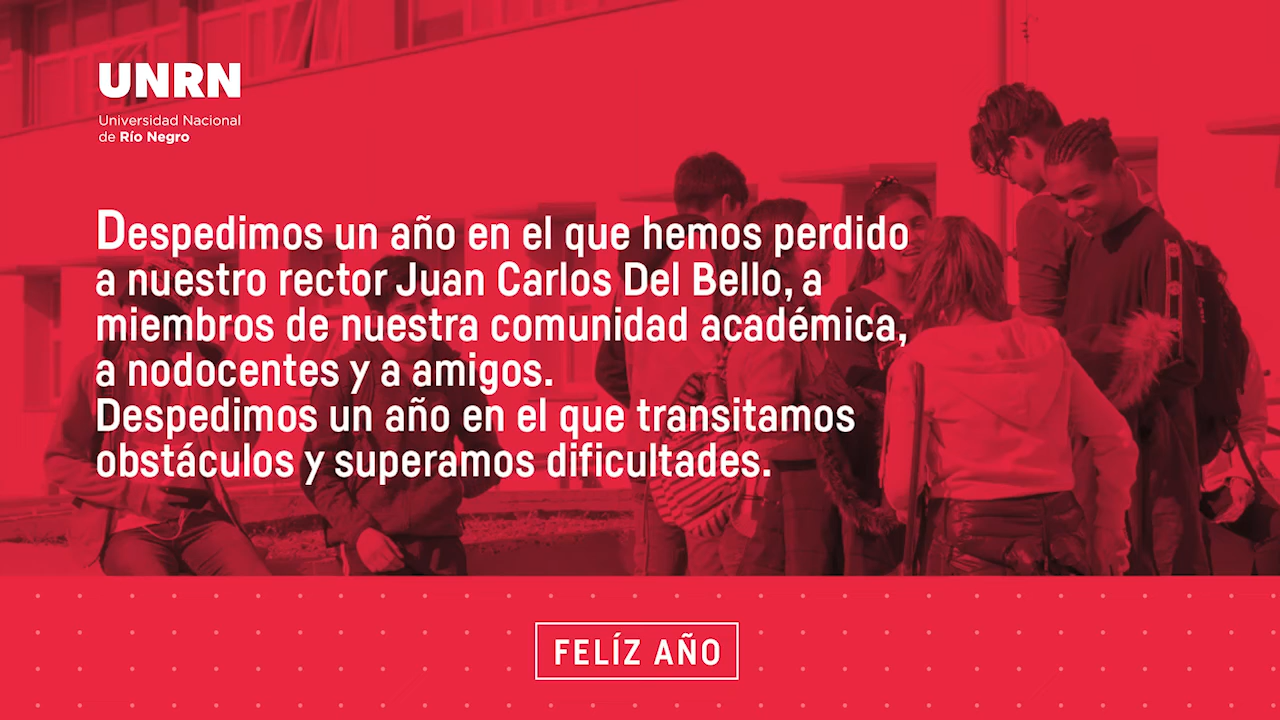 UNRN
Universidad Nacional
de Río Negro
Despedimos un año en el que hemos perdido
a nuestro rector Juan Carlos Del Bello, a
miembros de nuestra comunidad académica,
a nodocentes y a amigos.
Despedimos un año en el que transitamos
obstáculos y superamos dificultades.
FELÍZ AÑO